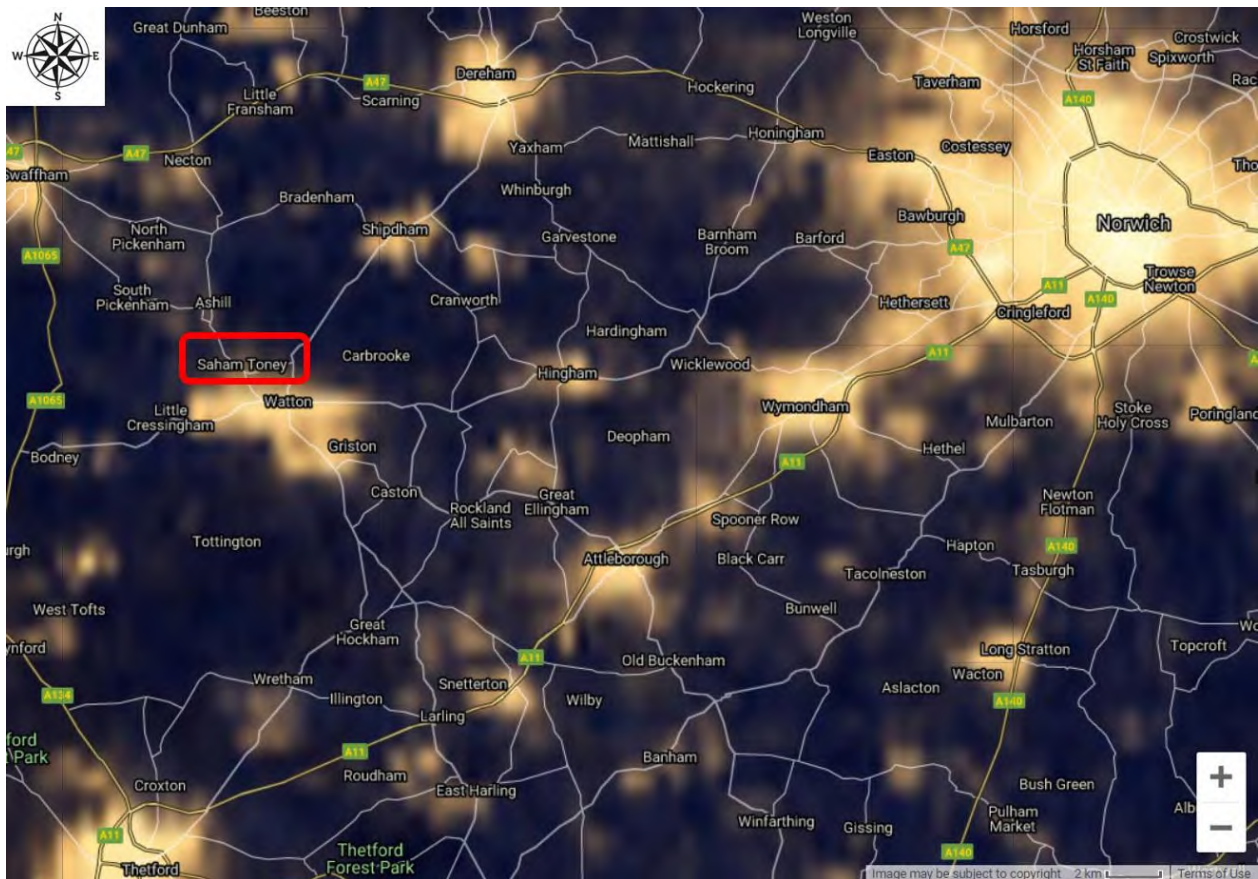 N
W
E
S
Great Dunham
Beeston
Weston
Longville
Horsford
Crostwick
Horsham
St Faith
Spixworth
Dereham
Taverham
A47
Scarning
Little
Fransham
Hockering
A140
Mattishall
Honingham
Costessey
Easton
47
A47
Necton
Yaxham
Swaffham
Bradenham
Whinburgh
North
Pickenham
Shipdham
Garvestone
Barnham
Broom
Barford
Bawburgh
Norwich
A1065
A47
South
Pickenham
Ashill
Cranworth
Hethersett
A11
A140
Trowse
Newton
Cringleford
Hardingham
Saham Toney
Carbrooke
Hingham
Wicklewood
A11
A1065
Little
Cressingham
Watton
Wymondham
Mulbarton
Stoke
Holy Cross
Poringland
Bodney
Griston
Deopham
Hethel
A11
Caston
Rockland
All Saints
Great
Ellingham
Spooner Row
Newton
Flotman
Tottington
Attleborough
Black Carr
Hapton
A140
Tasburgh
Tacolneston
West Tofts
Great
Hockham
Bunwell
A11
Old Buckenham
Long Stratton
Topcroft
Wacton
A134
Wretham
Illington
Snetterton
Wilby
Aslacton
A140
Larling
A11
Roudham
Banham
Croxton
East Harling
Bush Green
A11
Winfarthing
Gissing
Pulham
Market
Thetford
Thetford
Forest Park
A140
Image may be subject to copyright
2 km
Terms of Use
+
−